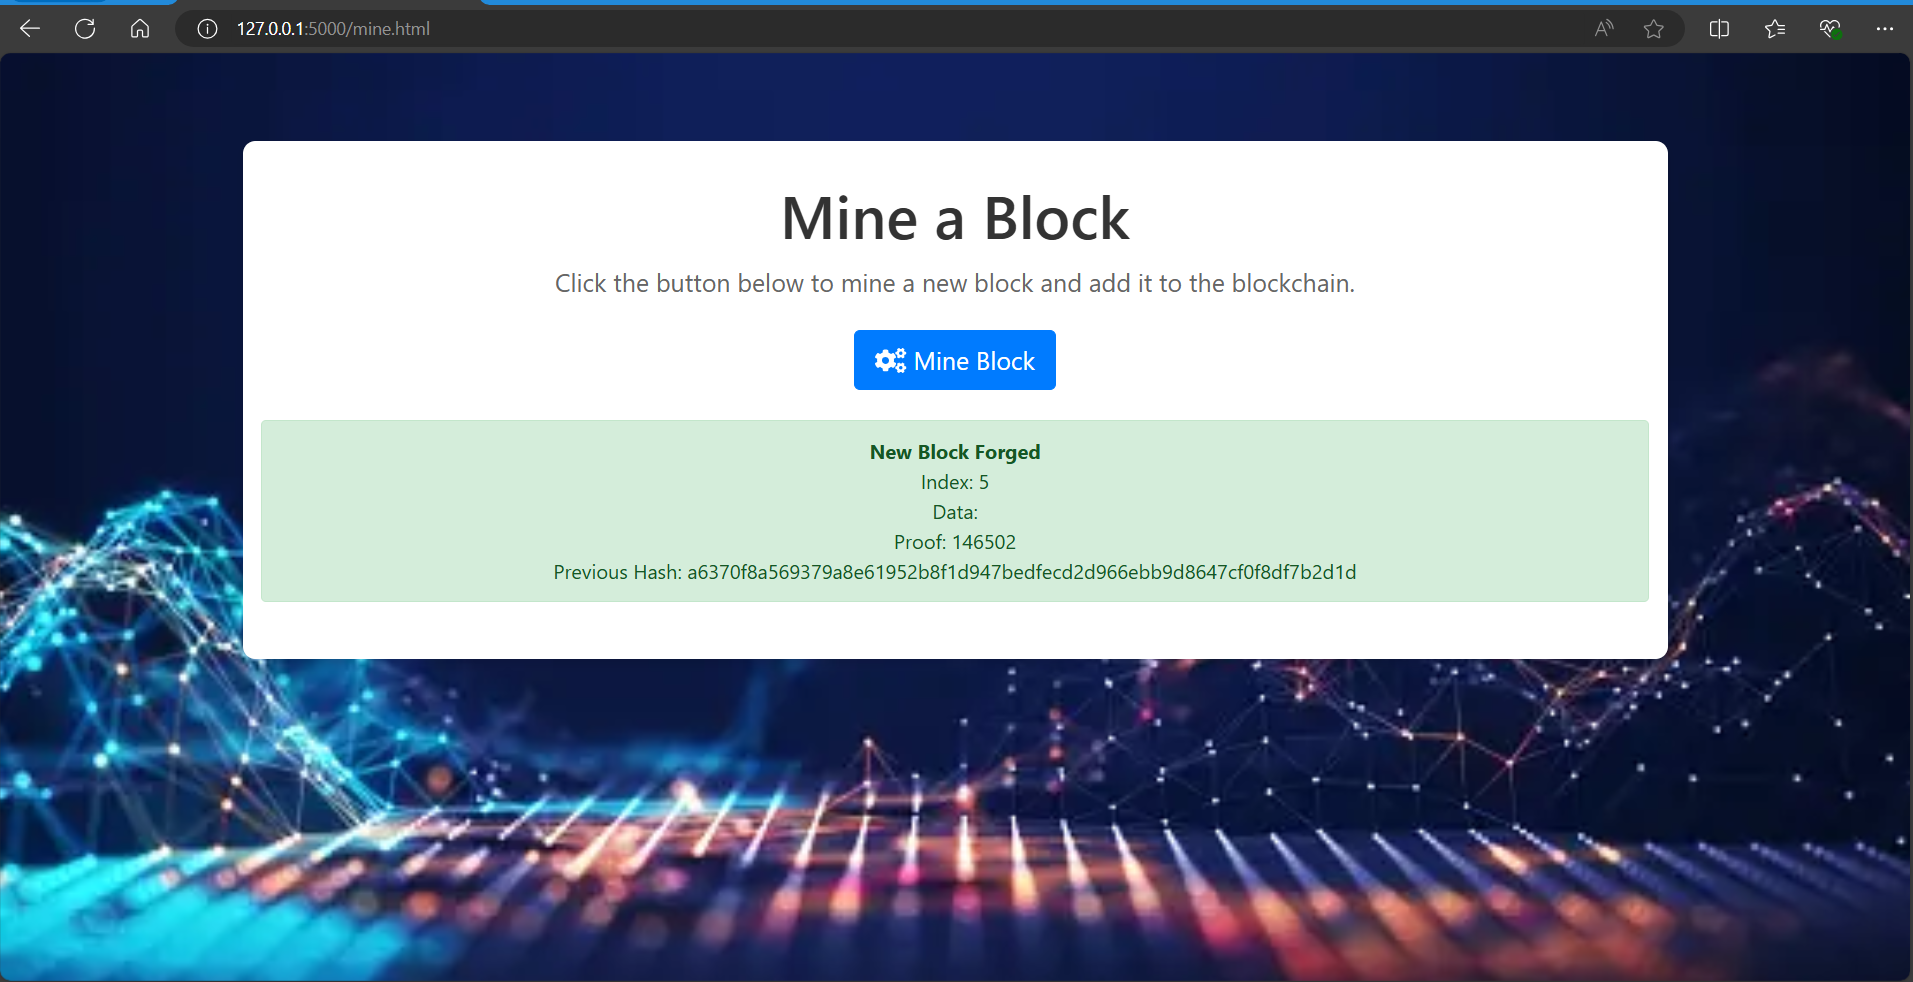 127.0.0.1:5000/mine.html
Mine a Block
Click the button below to mine a new block and add it to the blockchain.
Mine Block
New Block Forged
Index: 5
Data:
Proof: 146502
Previous Hash: a6370f8a569379a8e61952b8f1d947bedfecd2d966ebb9d8647cf0f8df7b2d1d